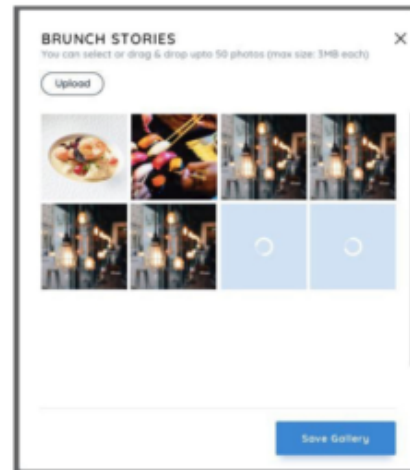 BRUNCH STORIES
You can select or drag & drop upto 50 photos (max size: 3MB each)
Upload
Save Gallery